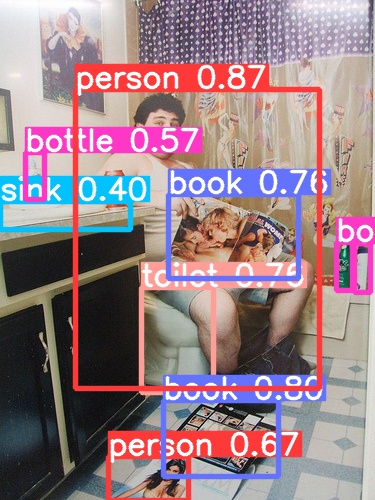 person 0.87
bottle 0.57
sink 0.40
book 0.76
bo
toilet 0.76
book 0.80
person 0.67